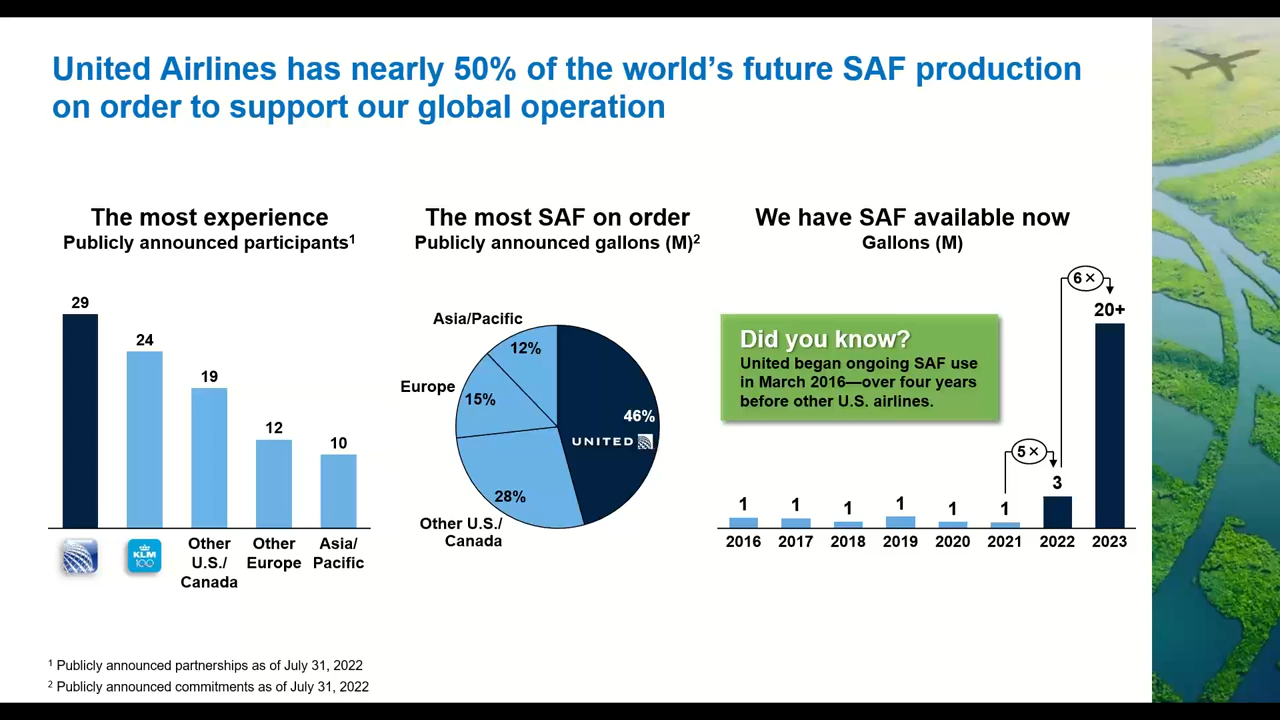 United Airlines has nearly 50% of the world’s future SAF production
on order to support our global operation
The most experience
Publicly announced participants¹
29
24
19
12
10
KLM
100
Other
U.S./
Canada
Other
Europe
Asia/
Pacific
The most SAF on order
Publicly announced gallons (M)²
Asia/Pacific
12%
Europe
15%
46%
UNITED
28%
Other U.S./
Canada
We have SAF available now
Gallons (M)
Did you know?
United began ongoing SAF use
in March 2016—over four years
before other U.S. airlines.
6×
20+
5×
3
1
1
1
1
1
1
2016
2017
2018
2019
2020
2021
2022
2023
¹ Publicly announced partnerships as of July 31, 2022
² Publicly announced commitments as of July 31, 2022